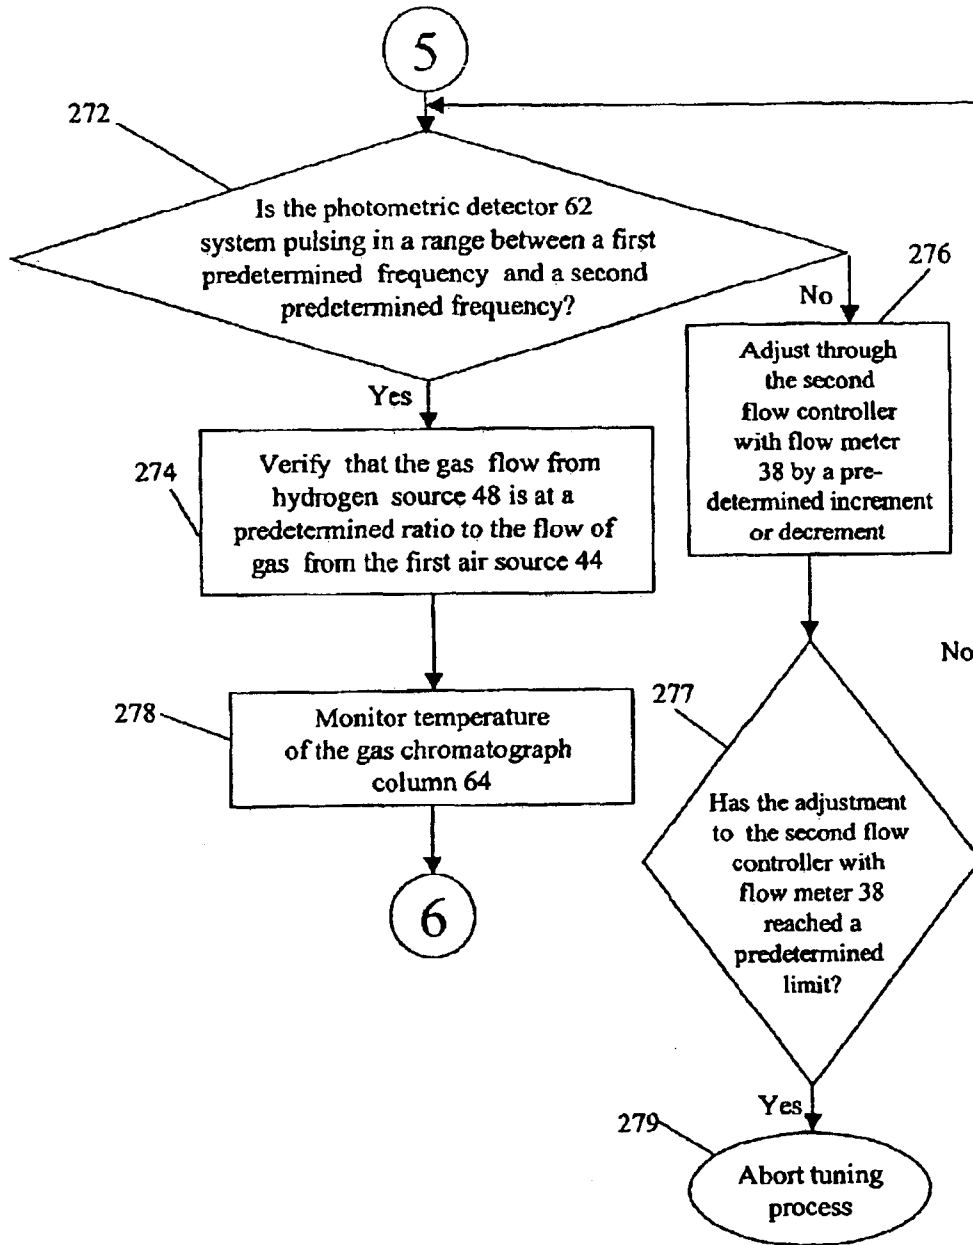 5
272
Is the photometric detector 62
system pulsing in a range between a first
predetermined frequency and a second
predetermined frequency?
276
No
Yes
Adjust through
the second
flow controller
with flow meter
38 by a pre-
determined increment
or decrement
274
Verify that the gas flow from
hydrogen source 48 is at a
predetermined ratio to the flow of
gas from the first air source 44
No
277
278
Monitor temperature
of the gas chromatograph
column 64
Has the adjustment
to the second flow
controller with
flow meter 38
reached a
predetermined
limit?
6
Yes
279
Abort tuning
process